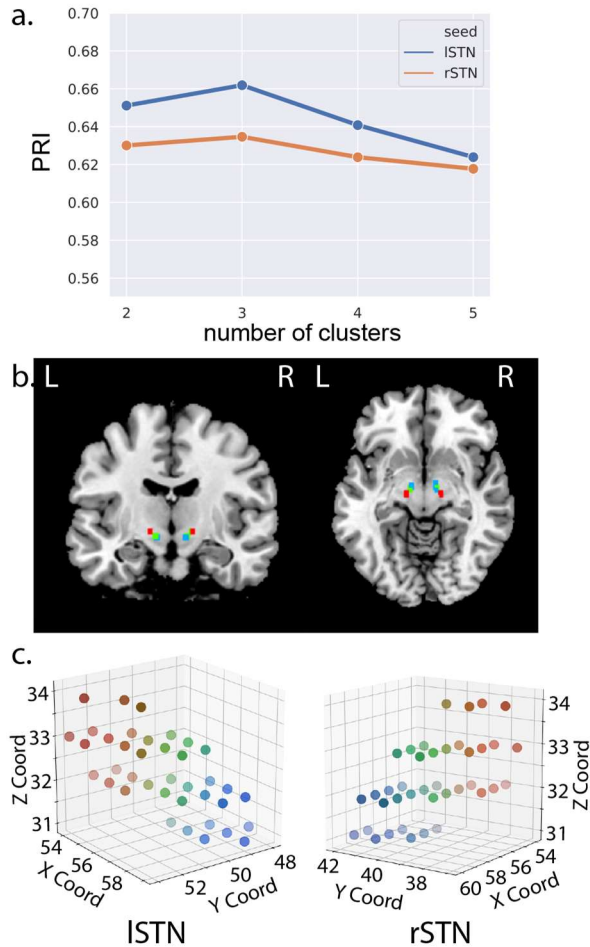 a.
0.70
0.68
0.66
0.64
0.62
0.60
0.58
0.56
PRI
seed
lSTN
rSTN
2 3 4 5
number of clusters
b. L R L R
c.
34
33
32
31
Z Coord
54
56
58
X Coord
52
50
48
Y Coord
lSTN
34
33
32
31
Z Coord
42
40
38
Y Coord
60
58
56
54
X Coord
rSTN